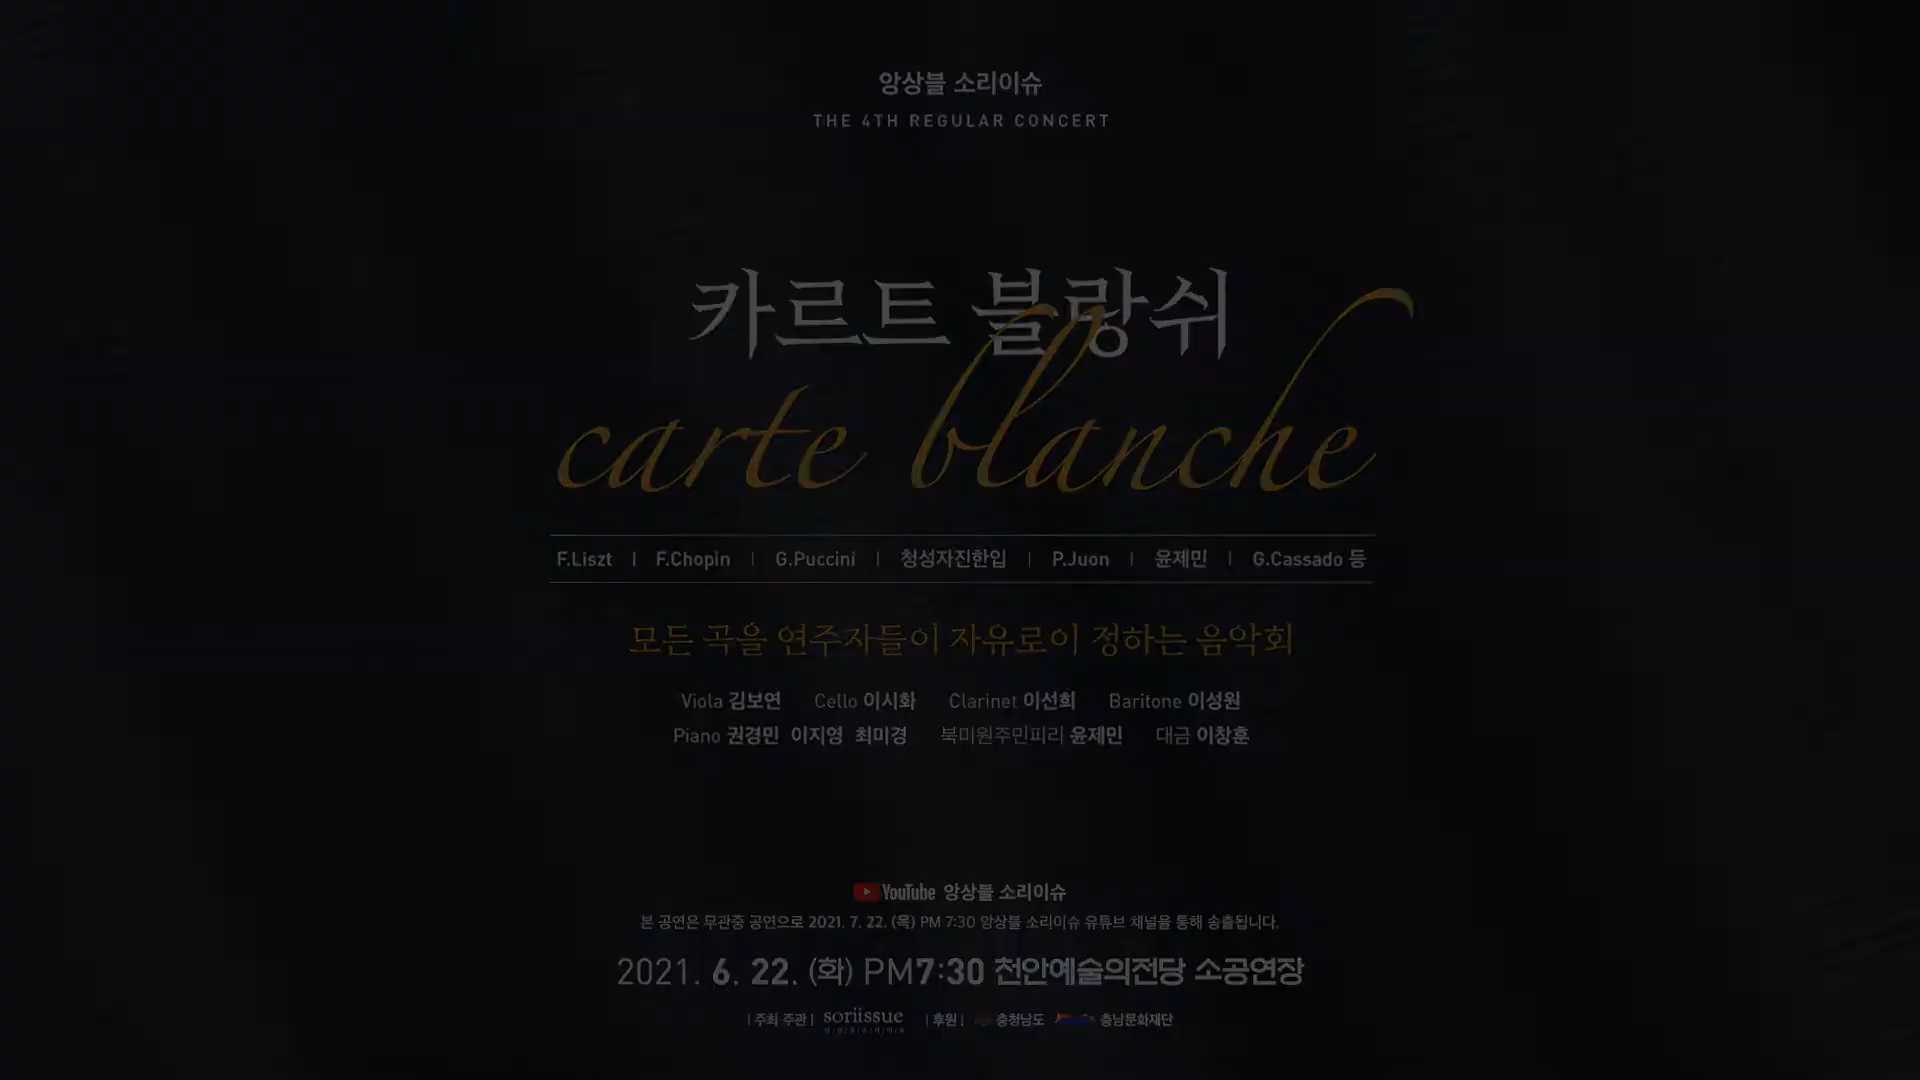 앙상블 소리이슈
THE 4TH REGULAR CONCERT
카르트 블랑쉬
carte blanche
F.Liszt | F.Chopin | G.Puccini | 청성자진한입 | P.Juon | 윤제민 | G.Cassado 등
모든 곡을 연주자들이 자유로이 정하는 음악회
Viola 김보연 Cello 이시화 Clarinet 이선희 Baritone 이성원
Piano 권경민 이지영 최미경 북미원주민피리 윤제민 대금 이창훈
YouTube 앙상블 소리이슈
본 공연은 무관중 공연으로 2021. 7. 22. (목) PM 7:30 앙상블 소리이슈 유튜브 채널을 통해 송출됩니다.
2021. 6. 22. (화) PM7:30 천안예술의전당 소공연장
| 주최 주관 | soriissue | 후원 | 충청남도 충남문화재단